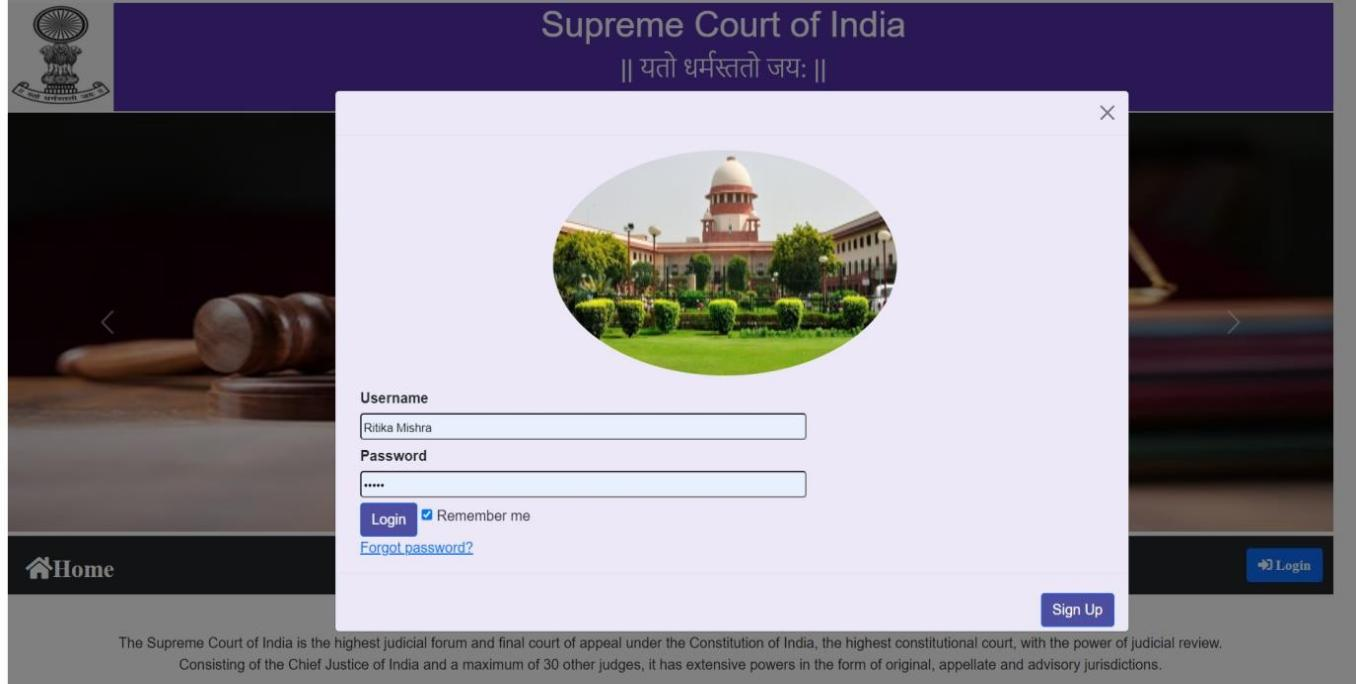 Supreme Court of India
|| यतो धर्मस्ततो जय: ||
Username
Ritika Mishra
Password
•••••
Login
Remember me
Forgot password?
Home
Login
Sign Up
The Supreme Court of India is the highest judicial forum and final court of appeal under the Constitution of India, the highest constitutional court, with the power of judicial review.
Consisting of the Chief Justice of India and a maximum of 30 other judges, it has extensive powers in the form of original, appellate and advisory jurisdictions.